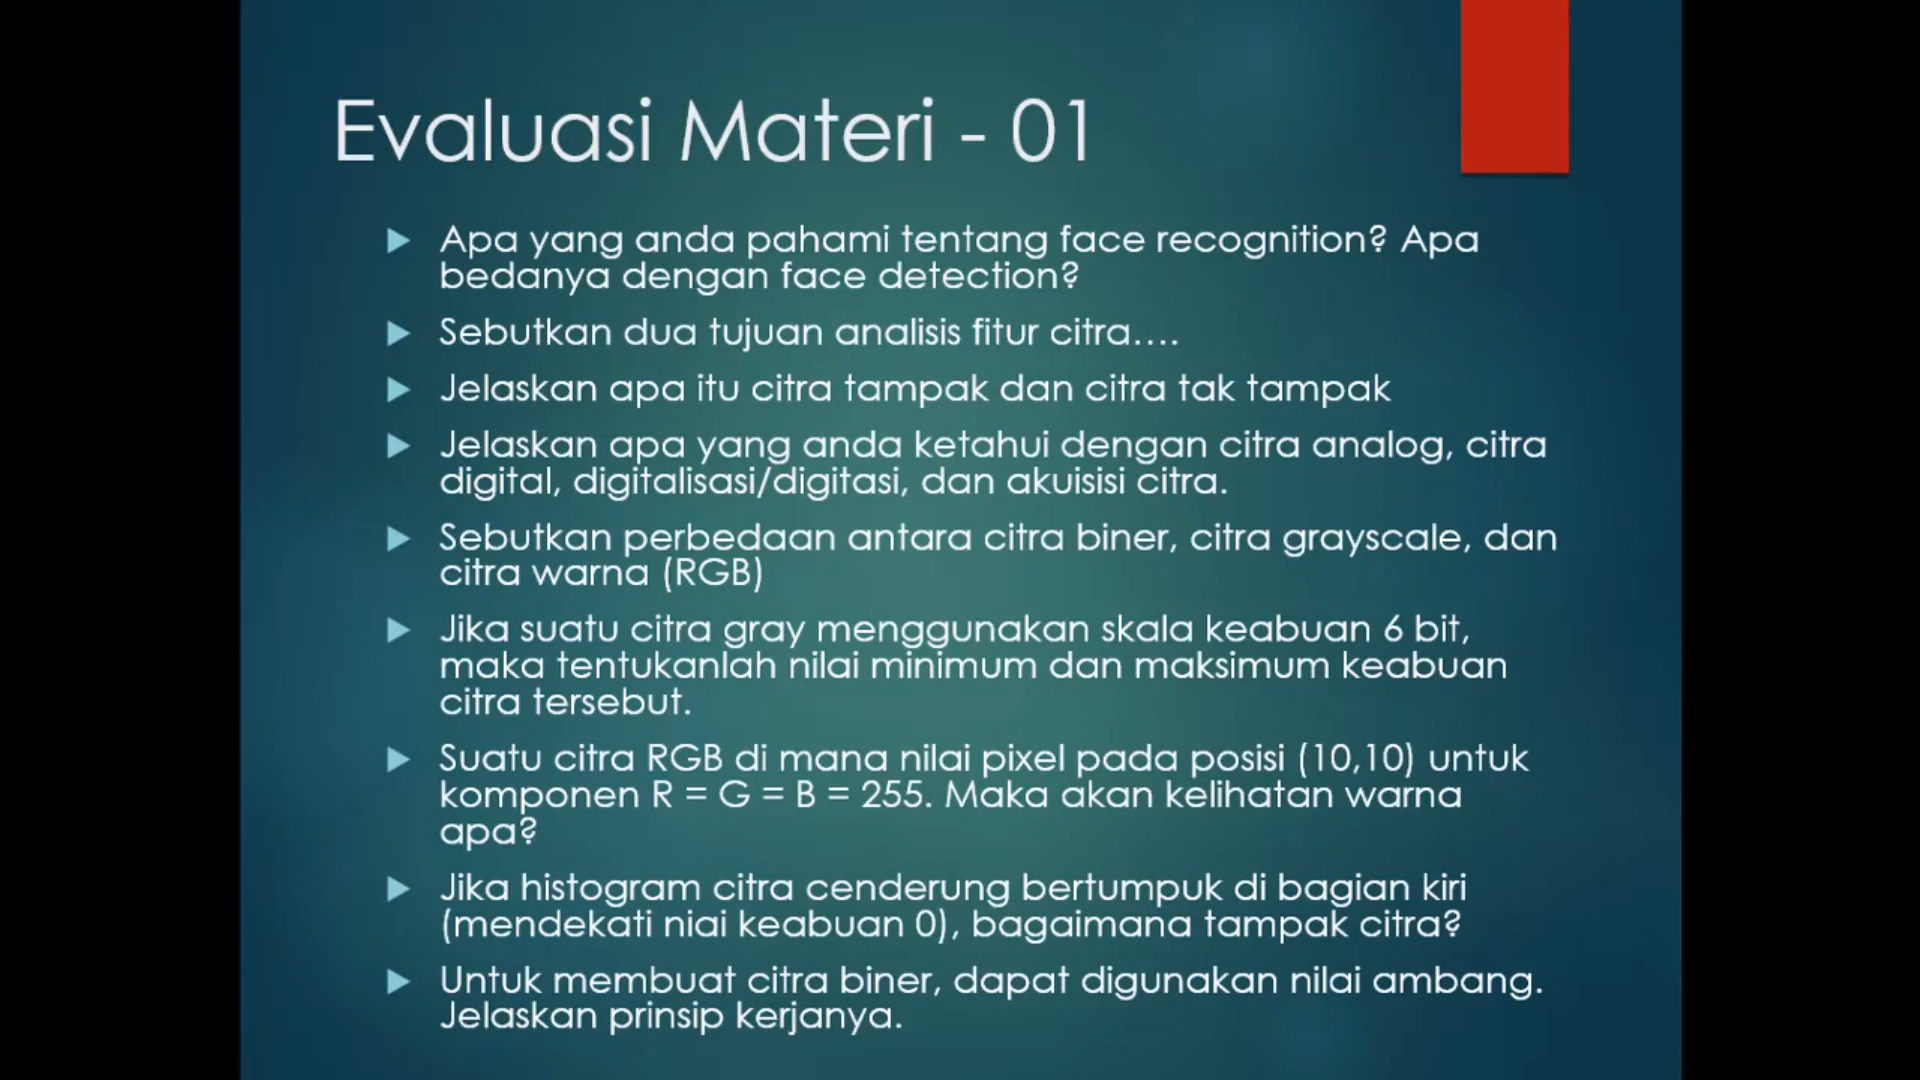 Evaluasi Materi - 01
Apa yang anda pahami tentang face recognition? Apa
bedanya dengan face detection?
Sebutkan dua tujuan analisis fitur citra....
Jelaskan apa itu citra tampak dan citra tak tampak
Jelaskan apa yang anda ketahui dengan citra analog, citra
digital, digitalisasi/digitasi, dan akuisisi citra.
Sebutkan perbedaan antara citra biner, citra grayscale, dan
citra warna (RGB)
Jika suatu citra gray menggunakan skala keabuan 6 bit,
maka tentukanlah nilai minimum dan maksimum keabuan
citra tersebut.
Suatu citra RGB di mana nilai pixel pada posisi (10,10) untuk
komponen R = G = B = 255. Maka akan kelihatan warna
apa?
Jika histogram citra cenderung bertumpuk di bagian kiri
(mendekati niai keabuan 0), bagaimana tampak citra?
Untuk membuat citra biner, dapat digunakan nilai ambang.
Jelaskan prinsip kerjanya.